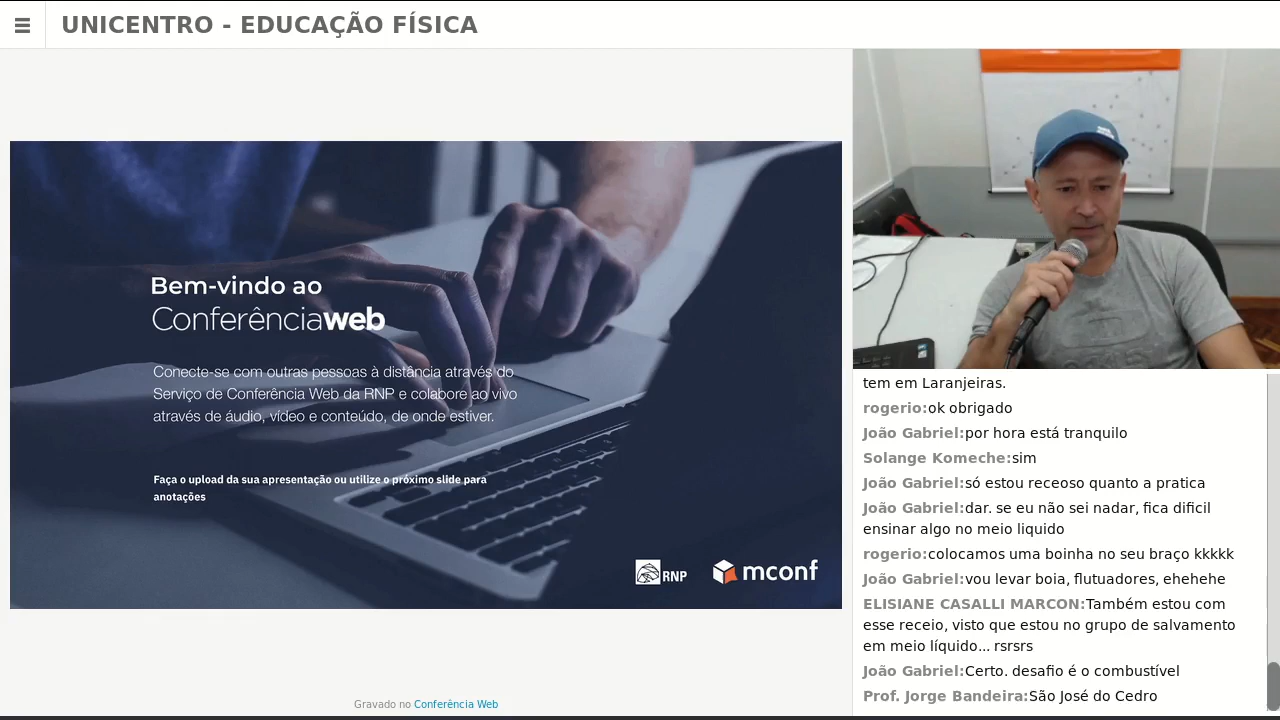 UNICENTRO - EDUCAÇÃO FÍSICA
Bem-vindo ao
Conferênciaweb
Conecte-se com outras pessoas à distância através do
Serviço de Conferência Web da RNP e colabore ao vivo
através de áudio, vídeo e conteúdo, de onde estiver.
Faça o upload da sua apresentação ou utilize o próximo slide para
anotações
RNP
mconf
Gravado no Conferência Web
tem em Laranjeiras.
rogerio:ok obrigado
João Gabriel:por hora está tranquilo
Solange Komeche:sim
João Gabriel:só estou receoso quanto a pratica
João Gabriel:dar. se eu não sei nadar, fica dificil
ensinar algo no meio liquido
rogerio:colocamos uma boinha no seu braço kkkkk
João Gabriel:vou levar boia, flutuadores, ehehehe
ELISIANE CASALLI MARCON:Também estou com
esse receio, visto que estou no grupo de salvamento
em meio líquido... rsrsrs
João Gabriel:Certo. desafio é o combustível
Prof. Jorge Bandeira:São José do Cedro